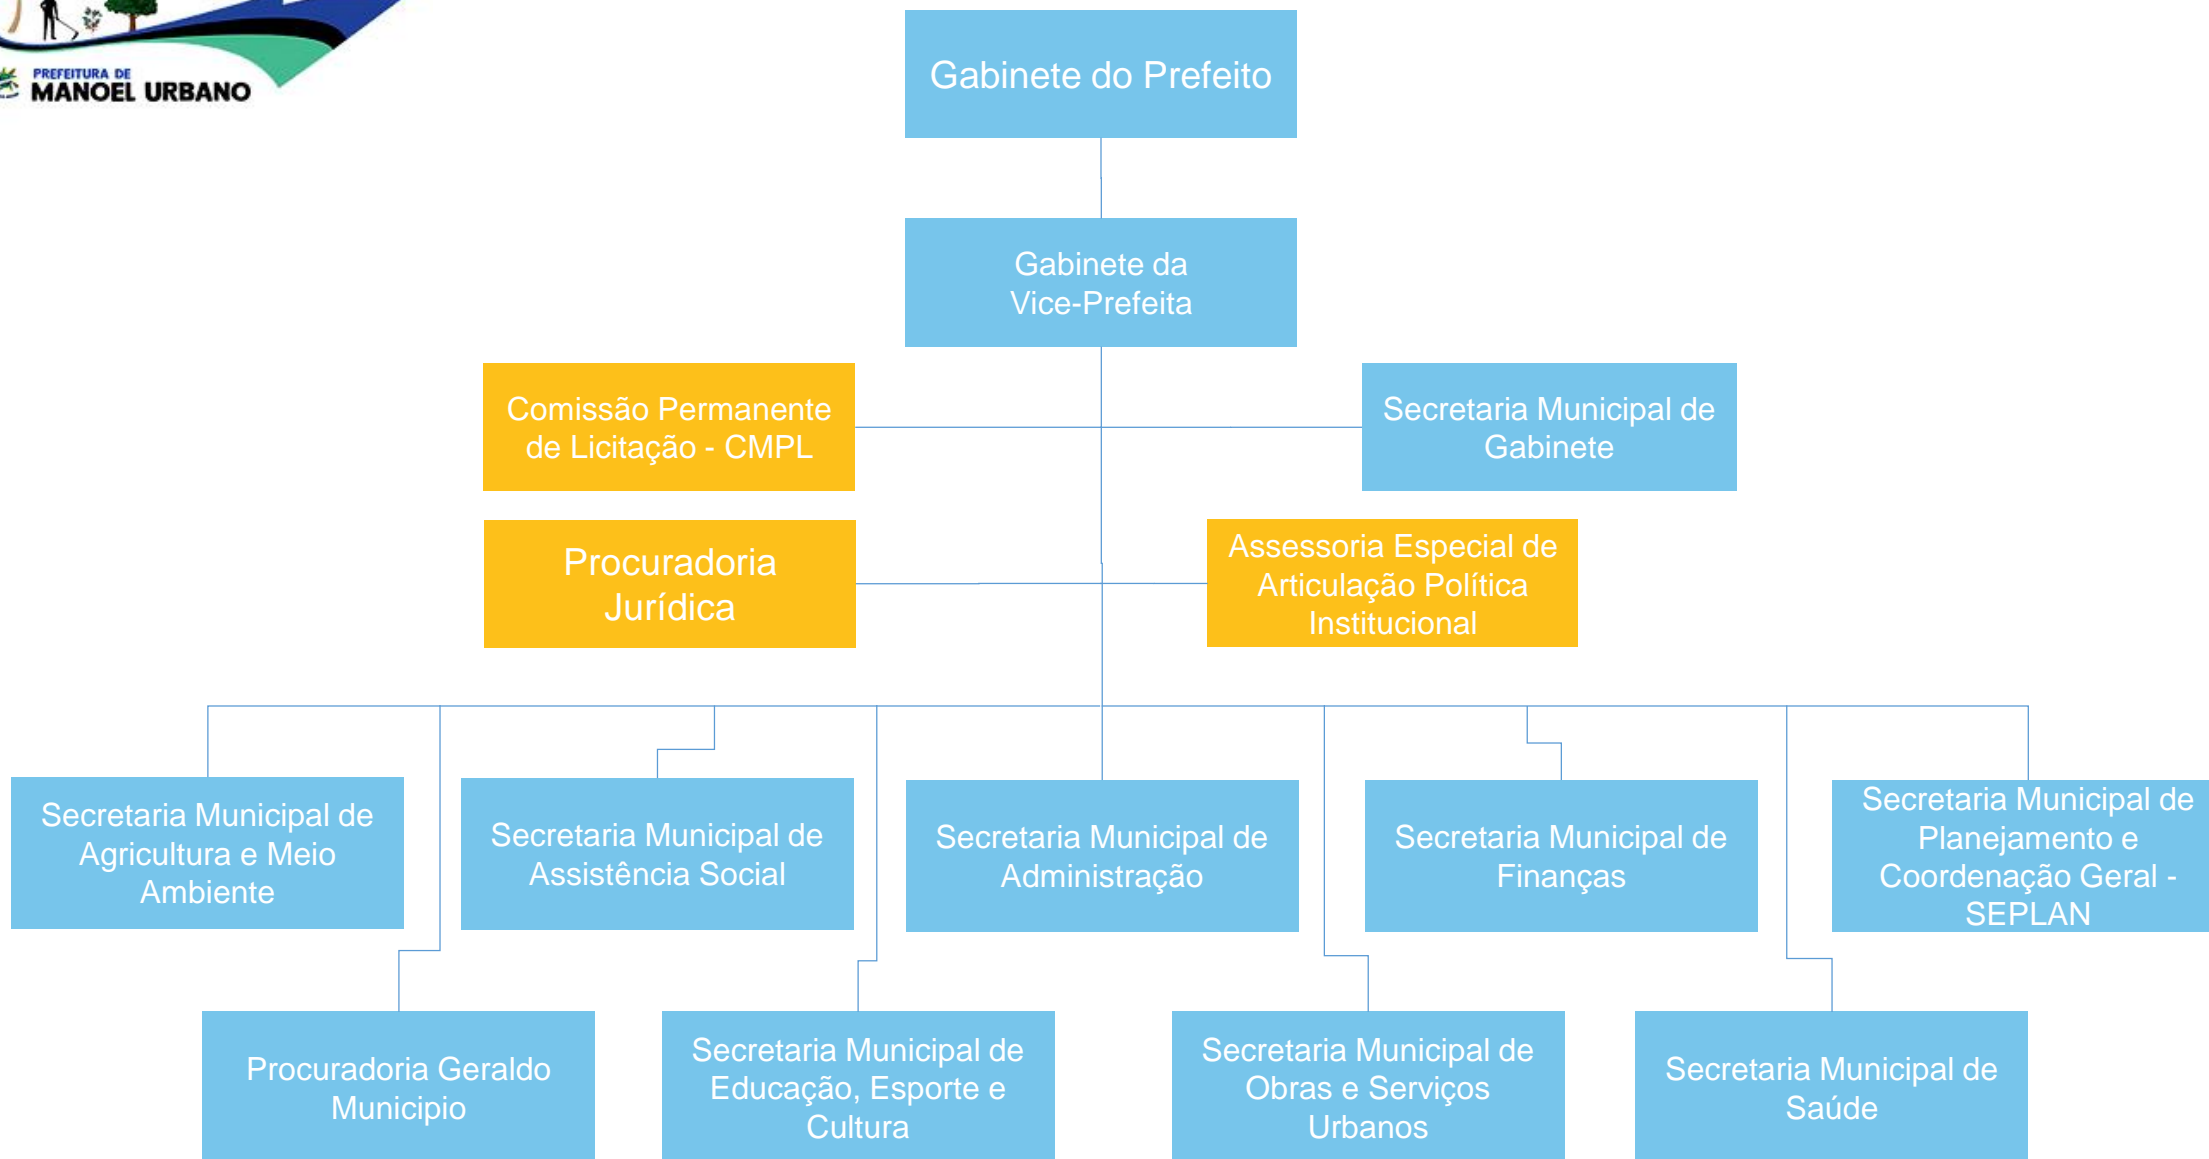 PREFEITURA DE
MANOEL URBANO
Gabinete do Prefeito
Gabinete da
Vice-Prefeita
Comissão Permanente
de Licitação - CMPL
Secretaria Municipal de
Gabinete
Procuradoria
Jurídica
Assessoria Especial de
Articulação Política
Institucional
Secretaria Municipal de
Agricultura e Meio
Ambiente
Secretaria Municipal de
Assistência Social
Secretaria Municipal de
Administração
Secretaria Municipal de
Finanças
Secretaria Municipal de
Planejamento e
Coordenação Geral -
SEPLAN
Procuradoria Geraldo
Municipio
Secretaria Municipal de
Educação, Esporte e
Cultura
Secretaria Municipal de
Obras e Serviços
Urbanos
Secretaria Municipal de
Saúde